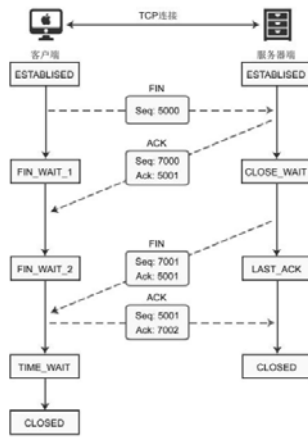 TCP连接
客户端
服务器端
ESTABLISED
ESTABLISED
FIN
Seq: 5000
ACK
Seq: 7000
Ack: 5001
FIN_WAIT_1
CLOSE_WAIT
FIN
Seq: 7001
Ack: 5001
FIN_WAIT_2
LAST_ACK
ACK
Seq: 5001
Ack: 7002
TIME_WAIT
CLOSED
CLOSED